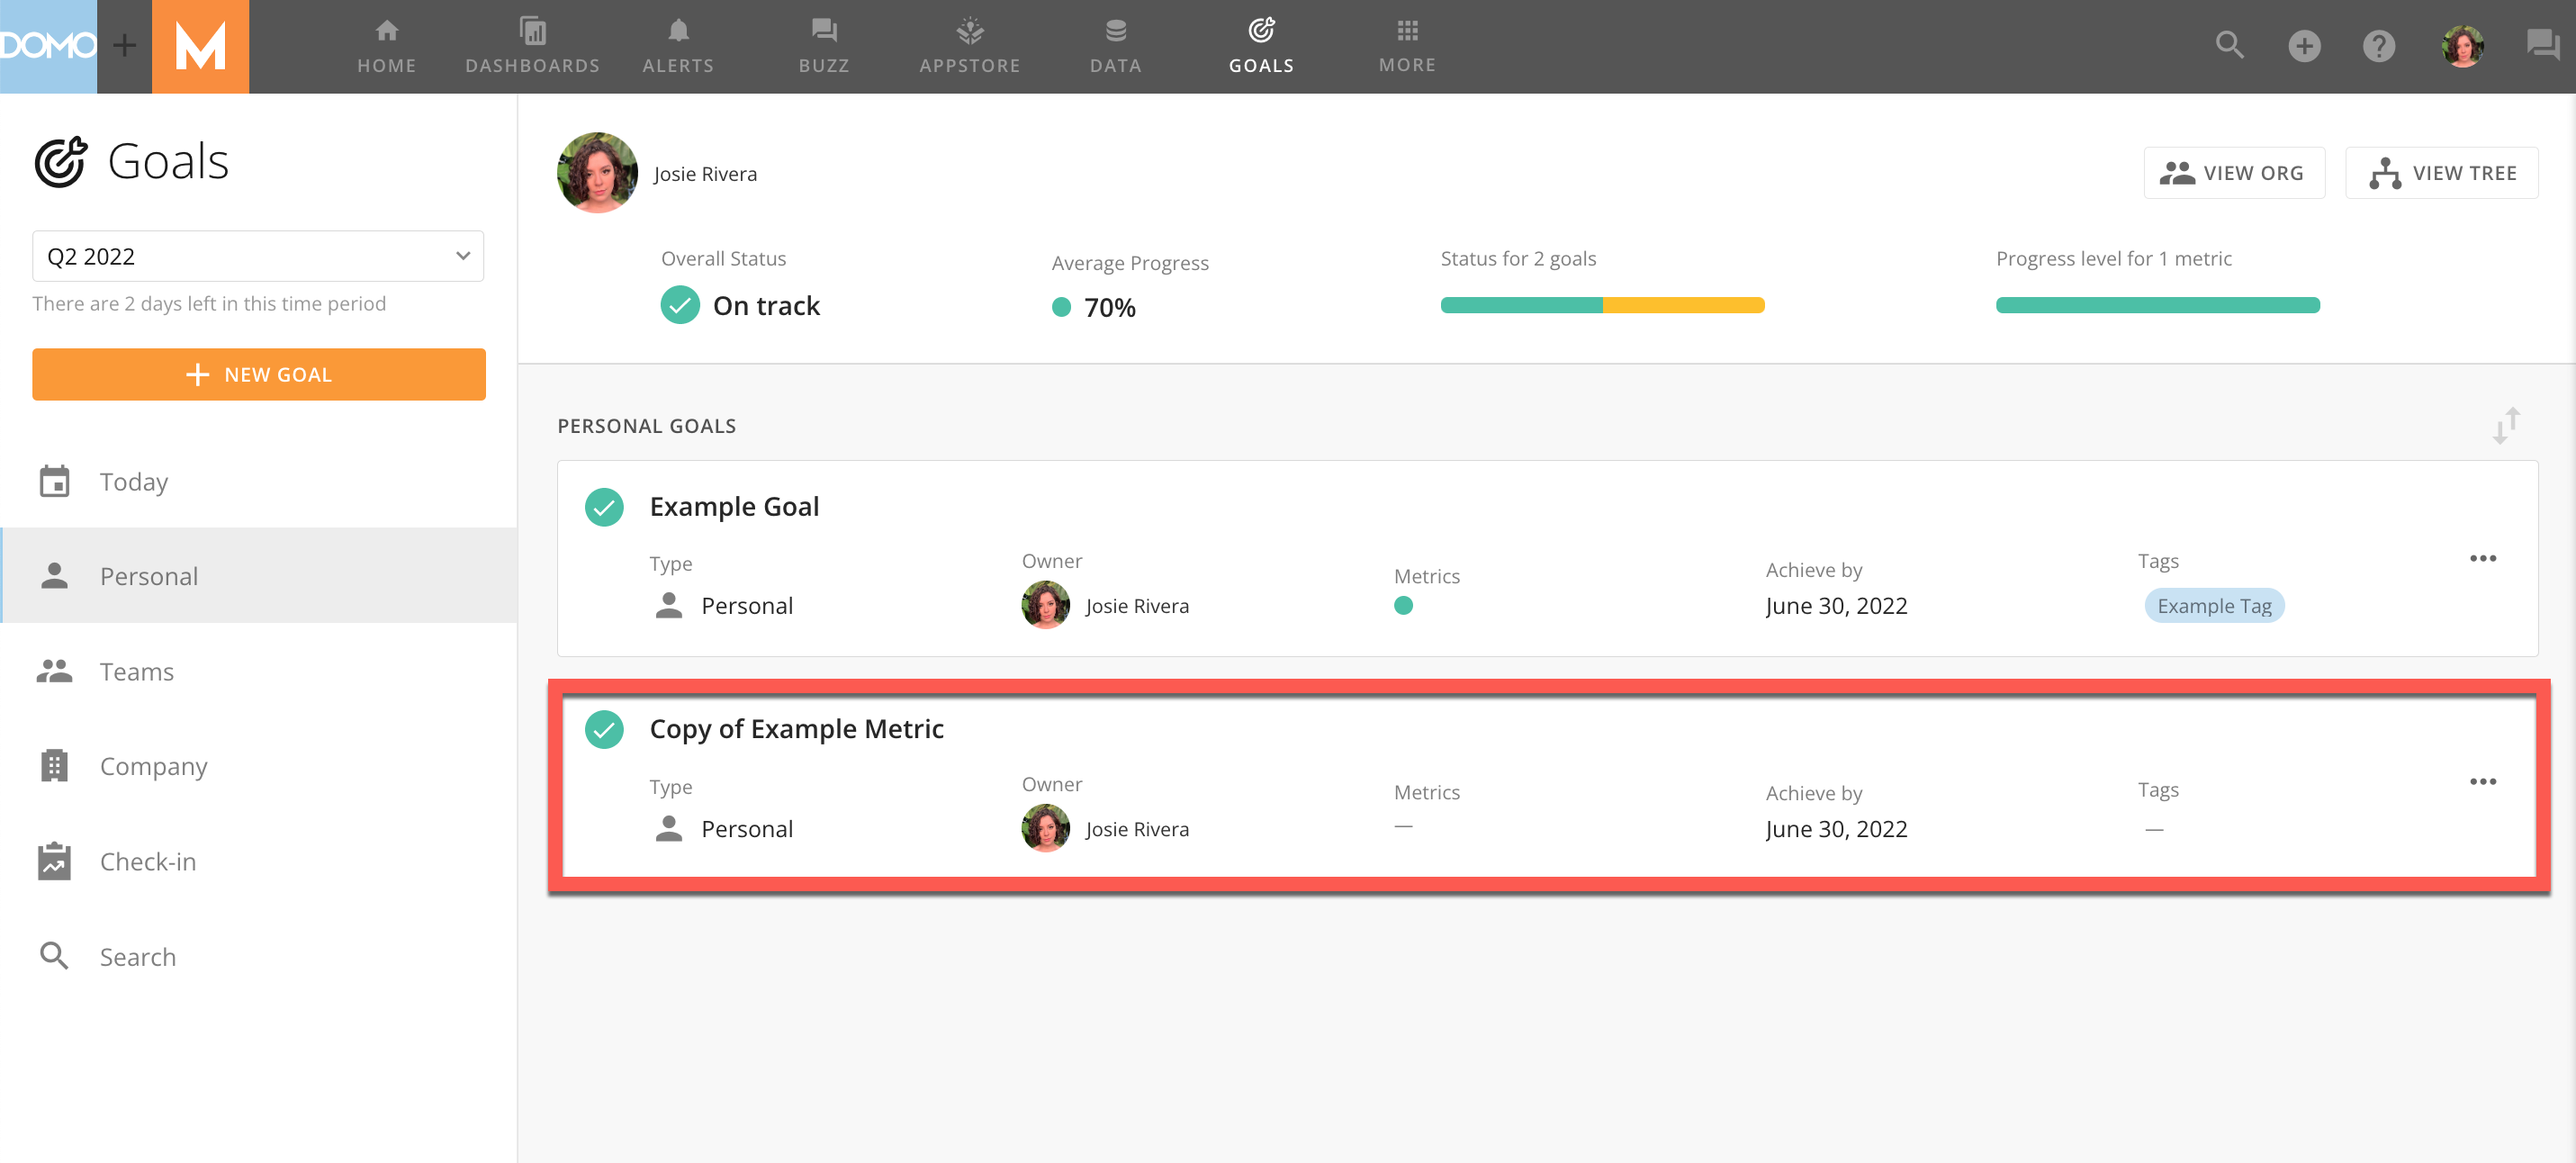 DOMO
HOME
DASHBOARDS
ALERTS
BUZZ
APPSTORE
DATA
GOALS
MORE
Goals
Q2 2022
There are 2 days left in this time period
NEW GOAL
Today
Personal
Teams
Company
Check-in
Search
Josie Rivera
VIEW ORG
VIEW TREE
Overall Status
On track
Average Progress
70%
Status for 2 goals
Progress level for 1 metric
PERSONAL GOALS
Example Goal
Type
Personal
Owner
Josie Rivera
Metrics
Achieve by
June 30, 2022
Tags
Example Tag
Copy of Example Metric
Type
Personal
Owner
Josie Rivera
Metrics
—
Achieve by
June 30, 2022
Tags
—